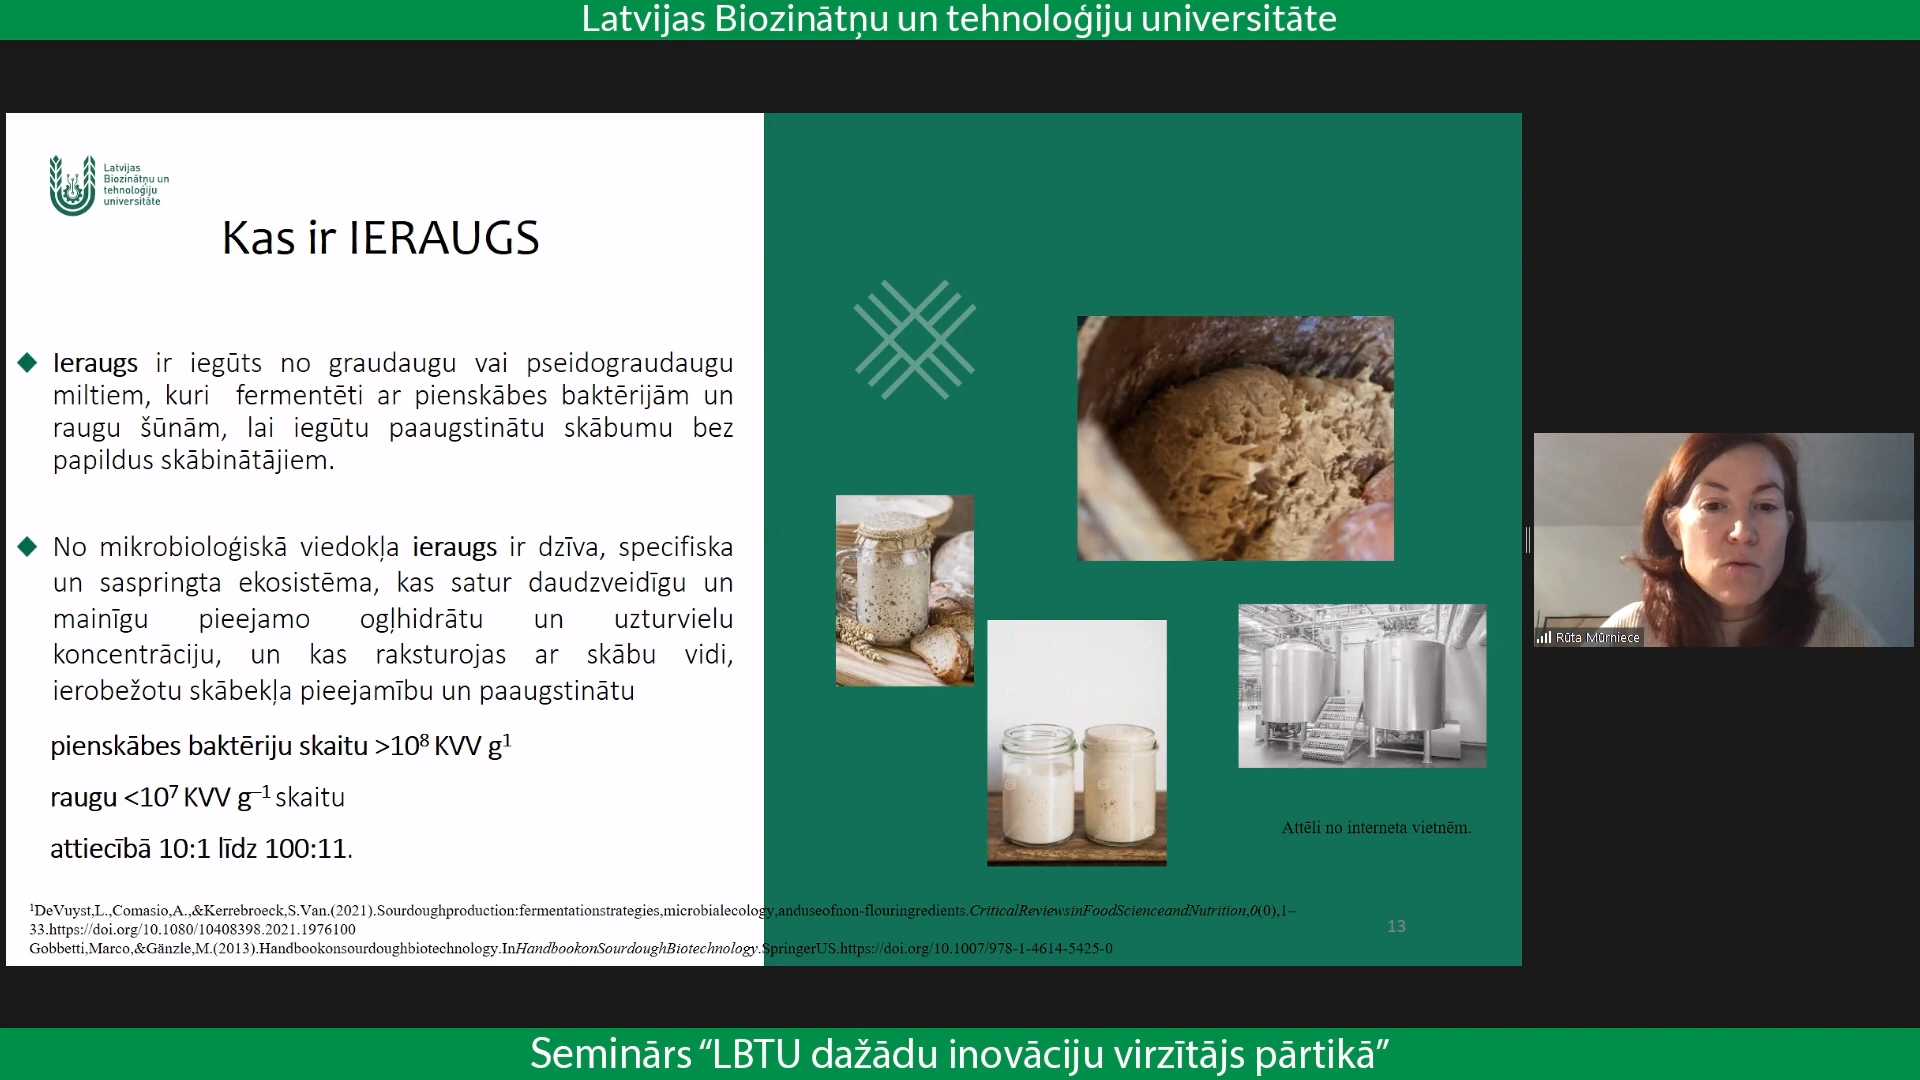 Latvijas Biozinātņu un tehnoloģiju universitāte
Latvijas
Biozinātņu un
tehnoloģiju
universitāte
Kas ir IERAUGS
Ieraugs ir iegūts no graudaugu vai pseidograudaugu
miltiem, kuri fermentēti ar pienskābes baktērijām un
raugu šūnām, lai iegūtu paaugstinātu skābumu bez
papildus skābinātājiem.
No mikrobioloģiskā viedokļa ieraugs ir dzīva, specifiska
un saspringta ekosistēma, kas satur daudzveidīgu un
mainīgu pieejamo ogļhidrātu un uzturvielu
koncentrāciju, un kas raksturojas ar skābu vidi,
ierobežotu skābekļa pieejamību un paaugstinātu
pienskābes baktēriju skaitu >10⁸ KVV g¹
raugu <10⁷ KVV g⁻¹ skaitu
attiecībā 10:1 līdz 100:11.
Attēli no interneta vietnēm.
¹DeVuyst,L.,Comasio,A.,&Kerrebroeck,S.Van.(2021).Sourdoughproduction:fermentationstrategies,microbialecology,anduseofnon-flouringredients.CriticalReviewsinFoodScienceandNutrition,0(0),1–
33.https://doi.org/10.1080/10408398.2021.1976100
Gobbetti,Marco,&Gänzle,M.(2013).Handbookonsourdoughbiotechnology.InHandbookonSourdoughBiotechnology.SpringerUS.https://doi.org/10.1007/978-1-4614-5425-0
13
Rūta Mūrniece
Seminārs “LBTU dažādu inovāciju virzītājs pārtikā”